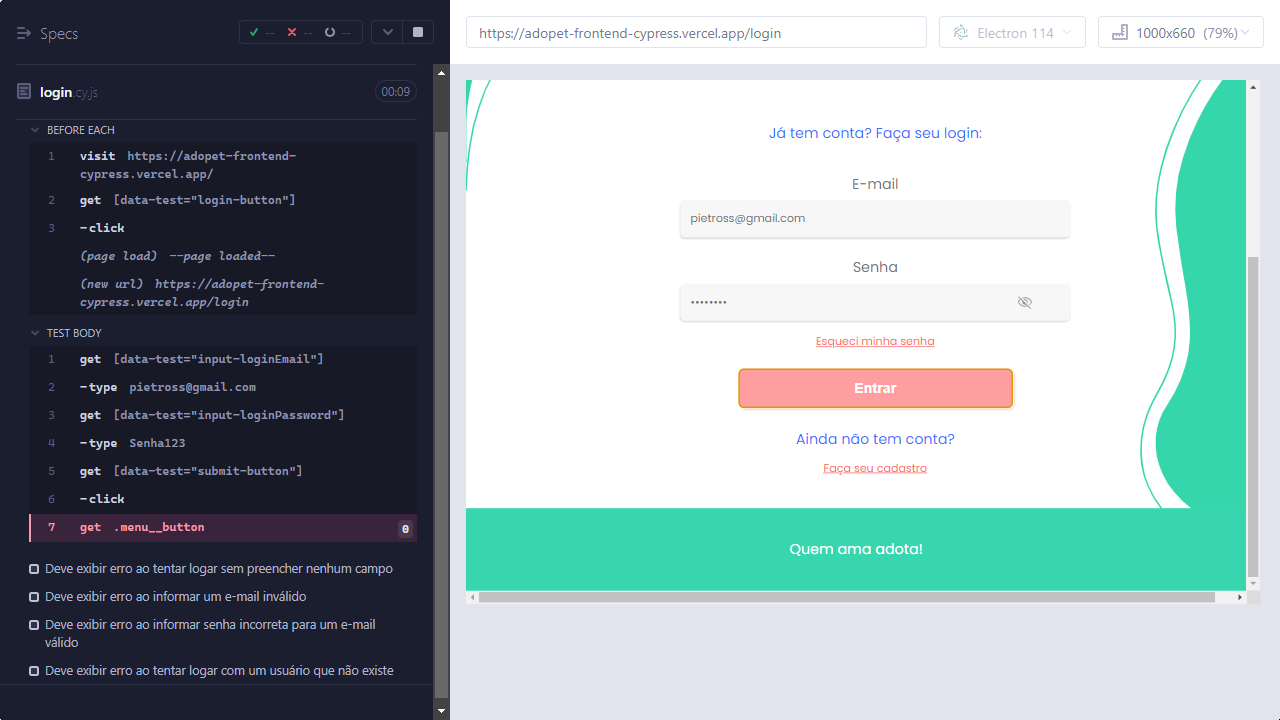 Specs
-- -- --
login.cy.js
00:09
BEFORE EACH
1 visit https://adopet-frontend-
cypress.vercel.app/
2 get [data-test="login-button"]
3 -click
(page load) --page loaded--
(new url) https://adopet-frontend-
cypress.vercel.app/login
TEST BODY
1 get [data-test="input-loginEmail"]
2 -type pietross@gmail.com
3 get [data-test="input-loginPassword"]
4 -type Senha123
5 get [data-test="submit-button"]
6 -click
7 get .menu__button 0
Deve exibir erro ao tentar logar sem preencher nenhum campo
Deve exibir erro ao informar um e-mail inválido
Deve exibir erro ao informar senha incorreta para um e-mail
válido
Deve exibir erro ao tentar logar com um usuário que não existe
https://adopet-frontend-cypress.vercel.app/login
Electron 114
1000x660 (79%)
Já tem conta? Faça seu login:
E-mail
pietross@gmail.com
Senha
••••••••
Esqueci minha senha
Entrar
Ainda não tem conta?
Faça seu cadastro
Quem ama adota!